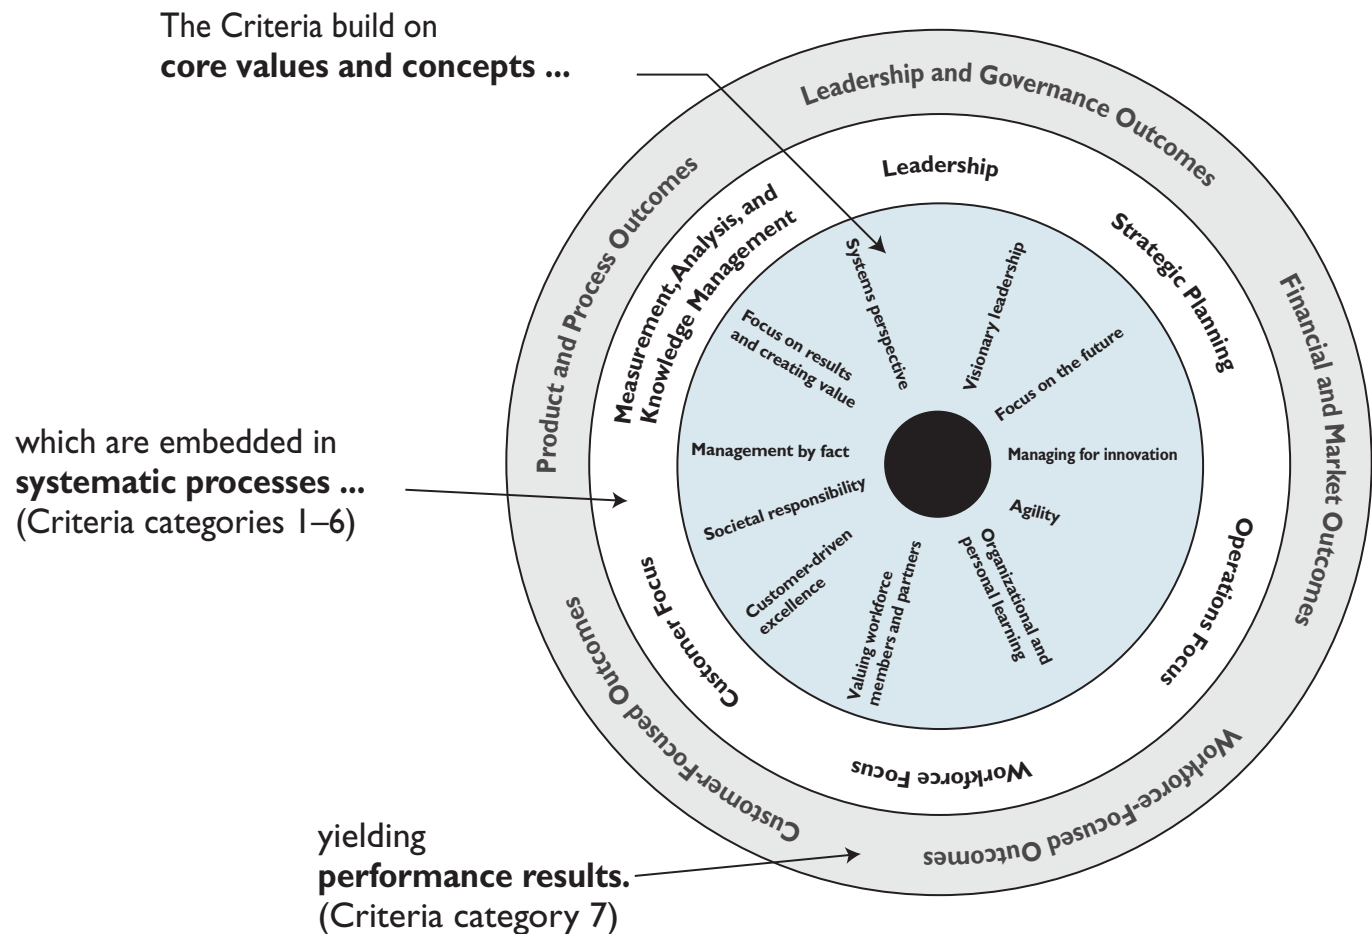 The Criteria build on
core values and concepts ...
which are embedded in
systematic processes ...
(Criteria categories 1–6)
yielding
performance results.
(Criteria category 7)
Leadership and Governance Outcomes
Financial and Market Outcomes
Workforce-Focused Outcomes
Customer-Focused Outcomes
Product and Process Outcomes
Leadership
Strategic Planning
Operations Focus
Workforce Focus
Customer Focus
Measurement, Analysis, and
Knowledge Management
Systems perspective
Visionary leadership
Focus on the future
Managing for innovation
Agility
Organizational and
personal learning
Valuing workforce
members and partners
Customer-driven
excellence
Societal responsibility
Management by fact
Focus on results
and creating value